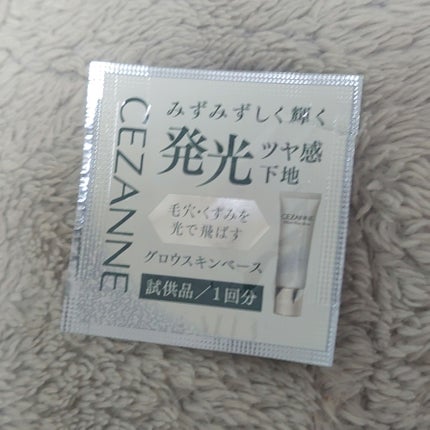 CEZANNE
みずみずしく輝く
発光ツヤ感
下地
毛穴・くすみを
光で飛ばす
グロウスキンベース
試供品/1回分
CEZANNE